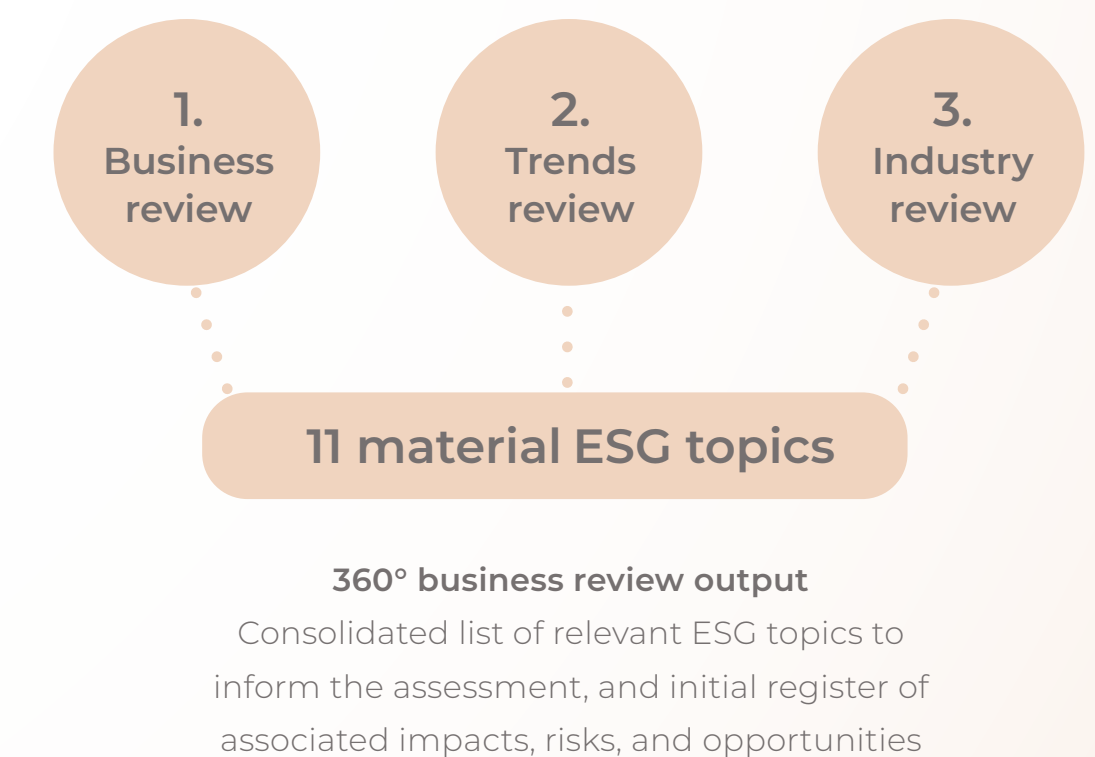 1.
Business
review
2.
Trends
review
3.
Industry
review
11 material ESG topics
360° business review output
Consolidated list of relevant ESG topics to
inform the assessment, and initial register of
associated impacts, risks, and opportunities